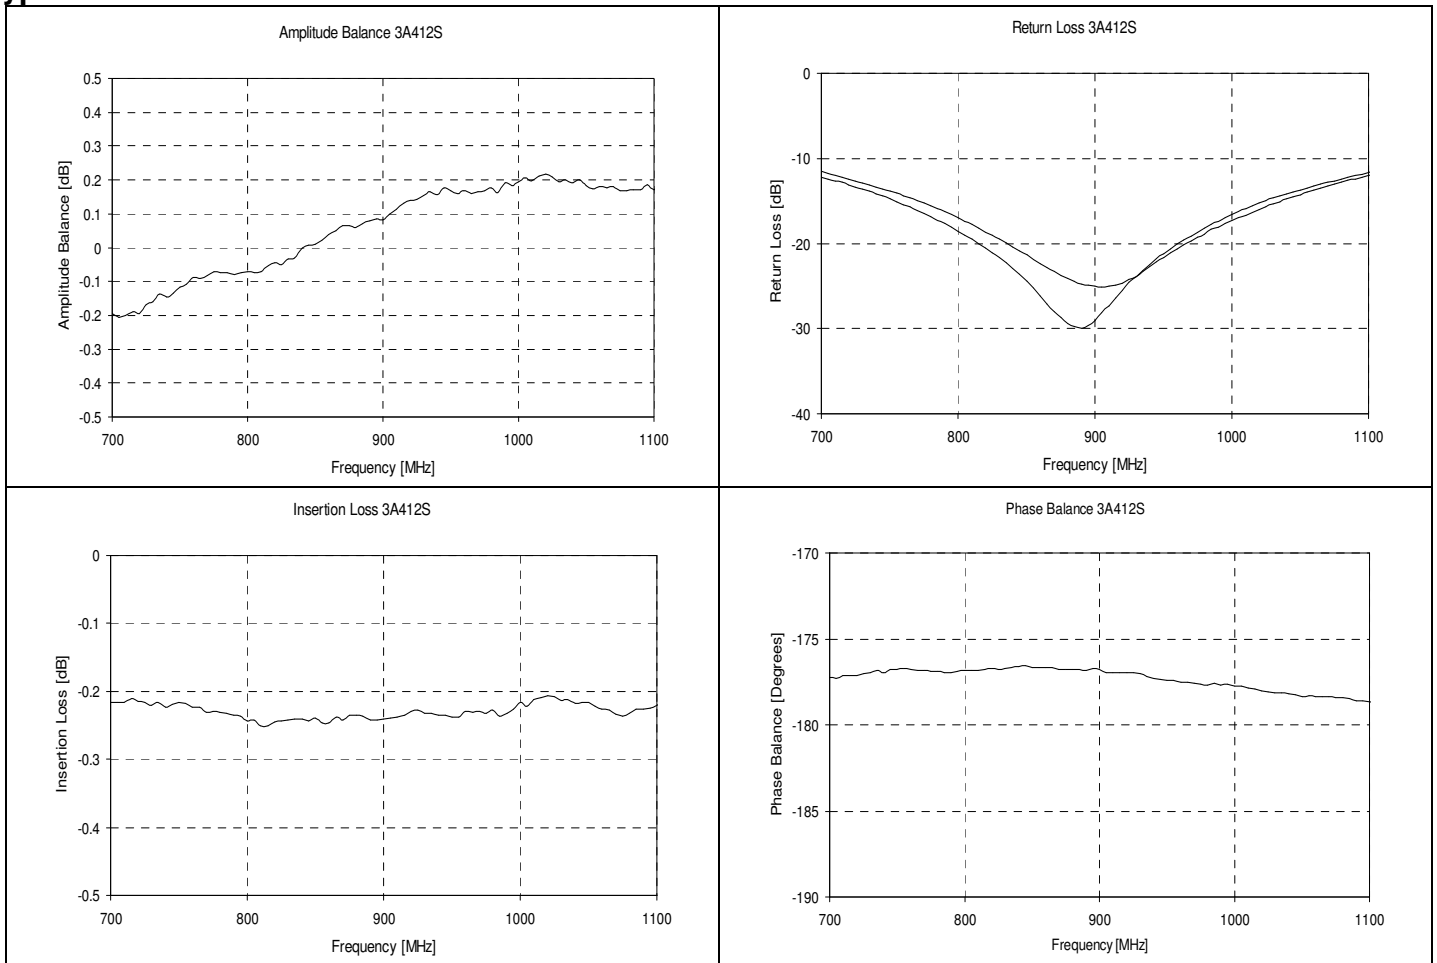 Amplitude Balance 3A412S
0.5
0.4
0.3
0.2
0.1
0
-0.1
-0.2
-0.3
-0.4
-0.5
Amplitude Balance [dB]
700 800 900 1000 1100
Frequency [MHz]
Return Loss 3A412S
0
-10
-20
-30
-40
Return Loss [dB]
700 800 900 1000 1100
Frequency [MHz]
Insertion Loss 3A412S
0
-0.1
-0.2
-0.3
-0.4
-0.5
Insertion Loss [dB]
700 800 900 1000 1100
Frequency [MHz]
Phase Balance 3A412S
-170
-175
-180
-185
-190
Phase Balance [Degrees]
700 800 900 1000 1100
Frequency [MHz]